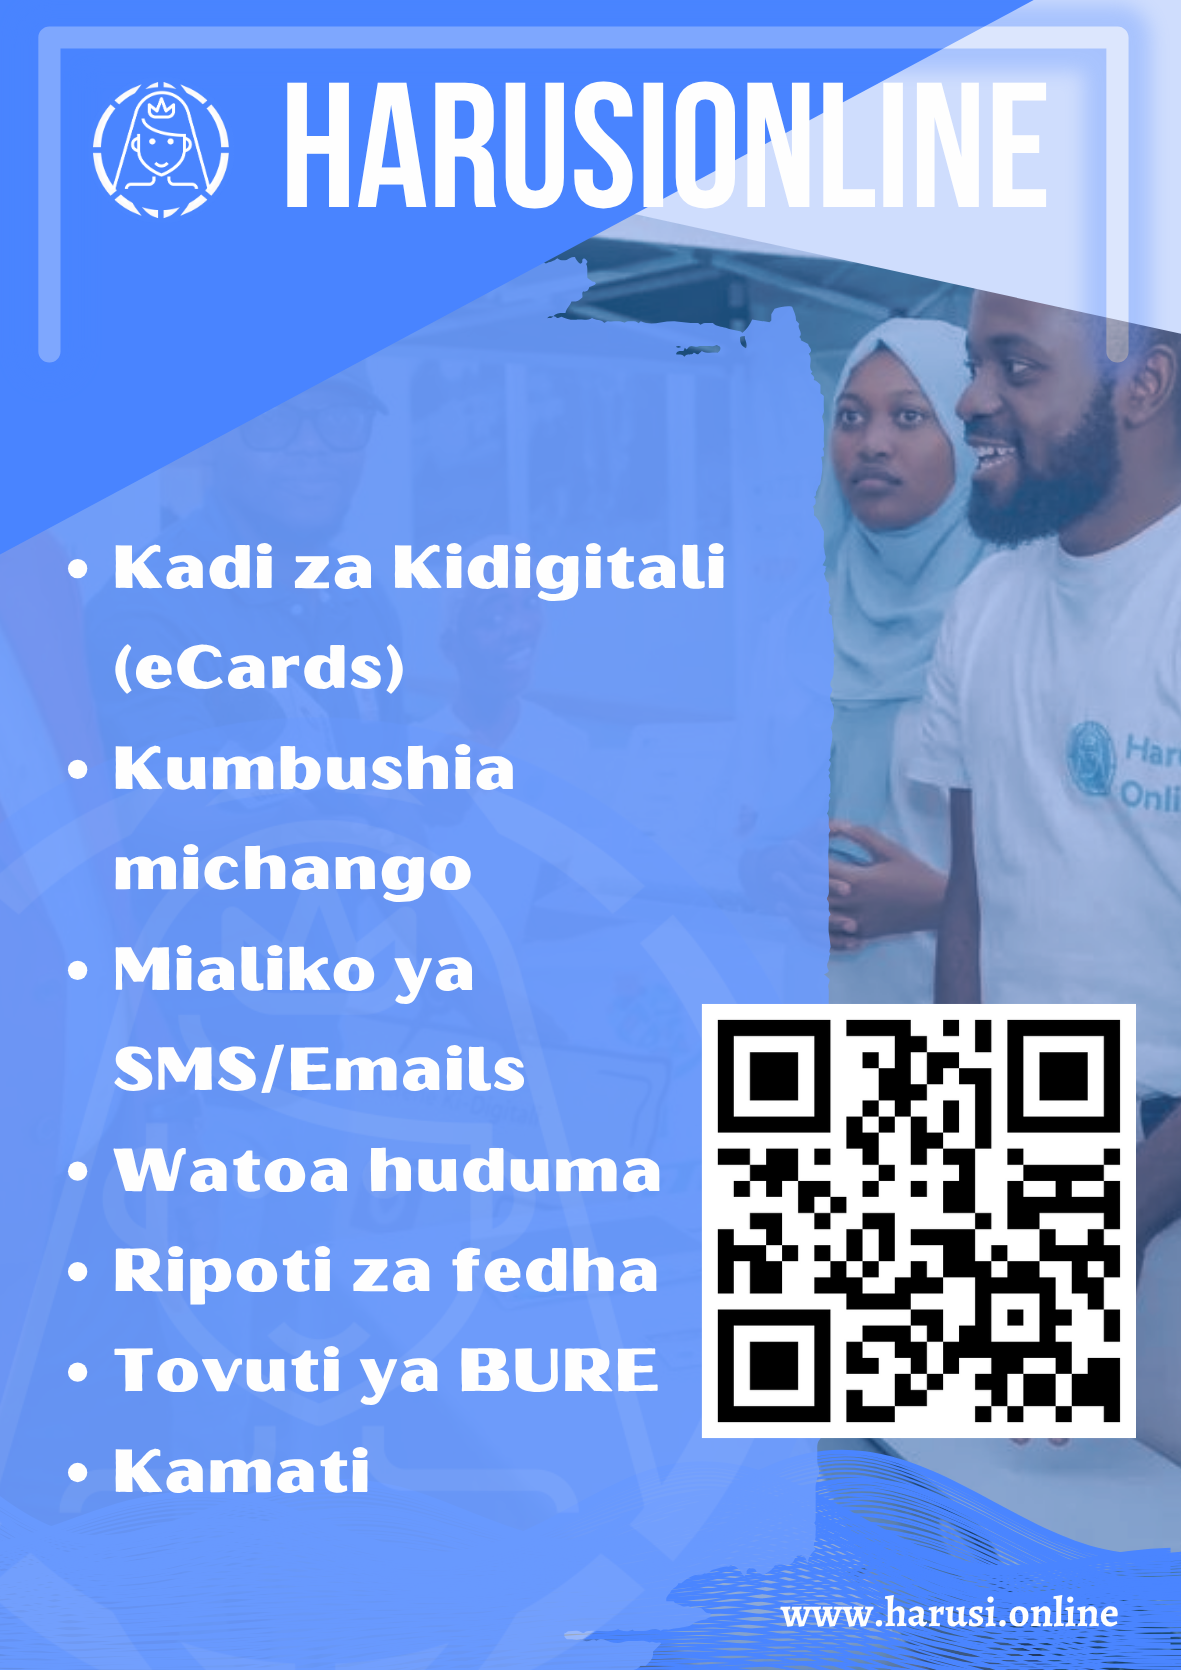 HARUSIONLINE
Kadi za Kidigitali
(eCards)
Kumbushia
michango
Mialiko ya
SMS/Emails
Watoa huduma
Ripoti za fedha
Tovuti ya BURE
Kamati
www.harusi.online